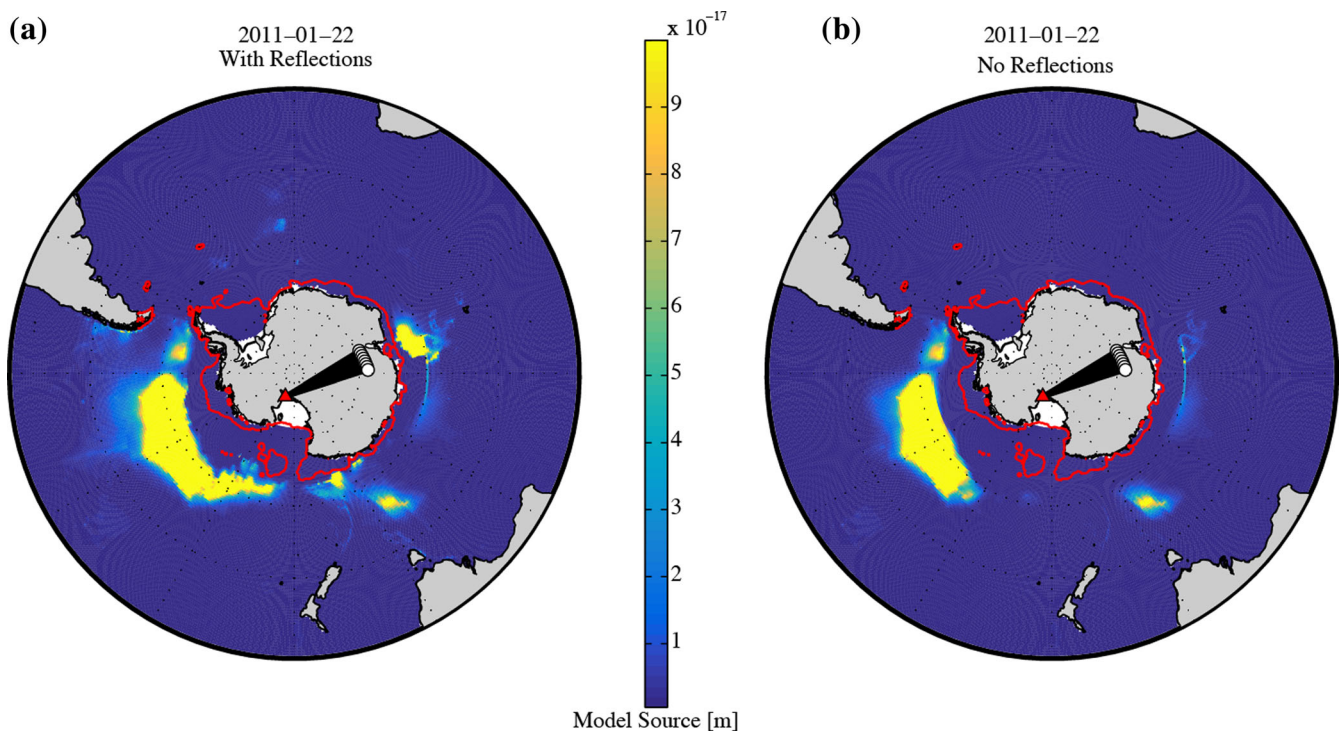 (a)
2011–01–22
With Reflections
x 10⁻¹⁷
9
8
7
6
5
4
3
2
1
Model Source [m]
(b)
2011–01–22
No Reflections